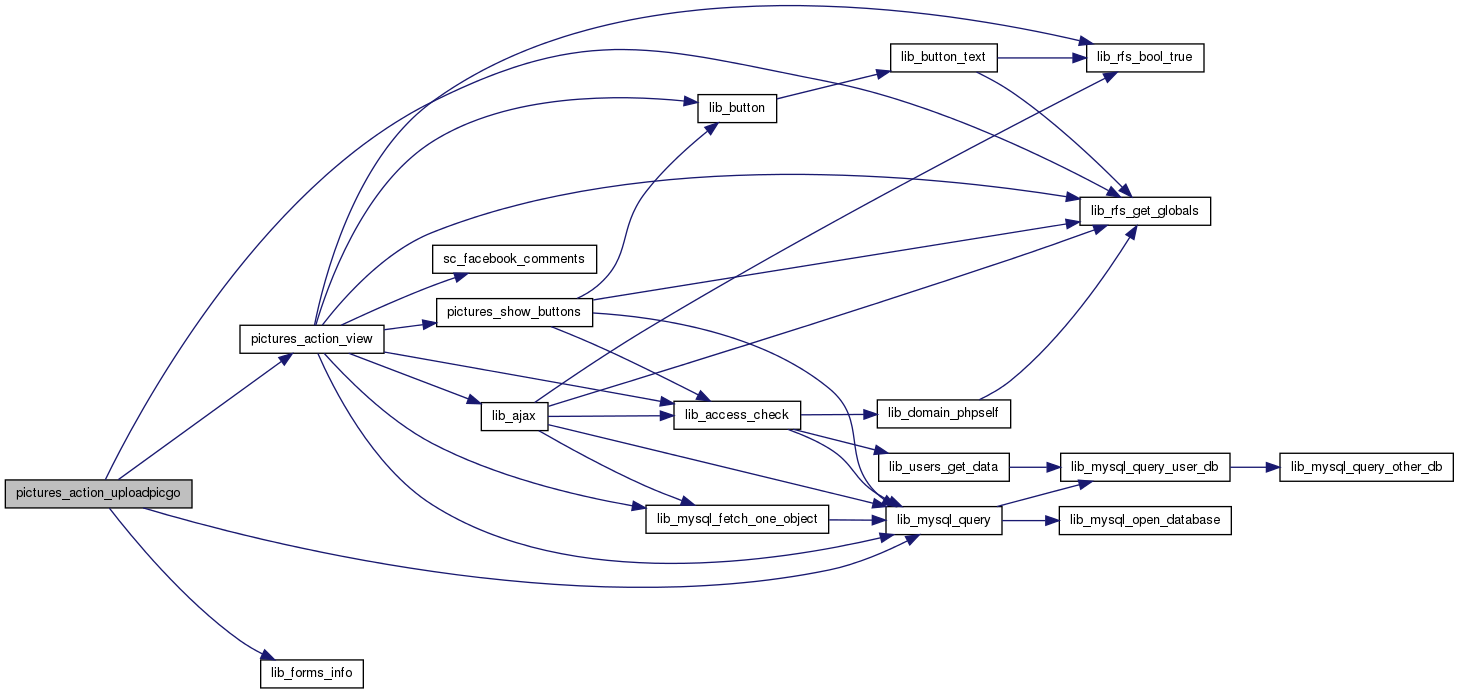 lib_button_text
lib_rfs_bool_true
lib_button
lib_rfs_get_globals
sc_facebook_comments
pictures_show_buttons
pictures_action_view
lib_ajax
lib_access_check
lib_domain_phpself
lib_users_get_data
lib_mysql_query_user_db
lib_mysql_query_other_db
pictures_action_uploadpicgo
lib_mysql_fetch_one_object
lib_mysql_query
lib_mysql_open_database
lib_forms_info